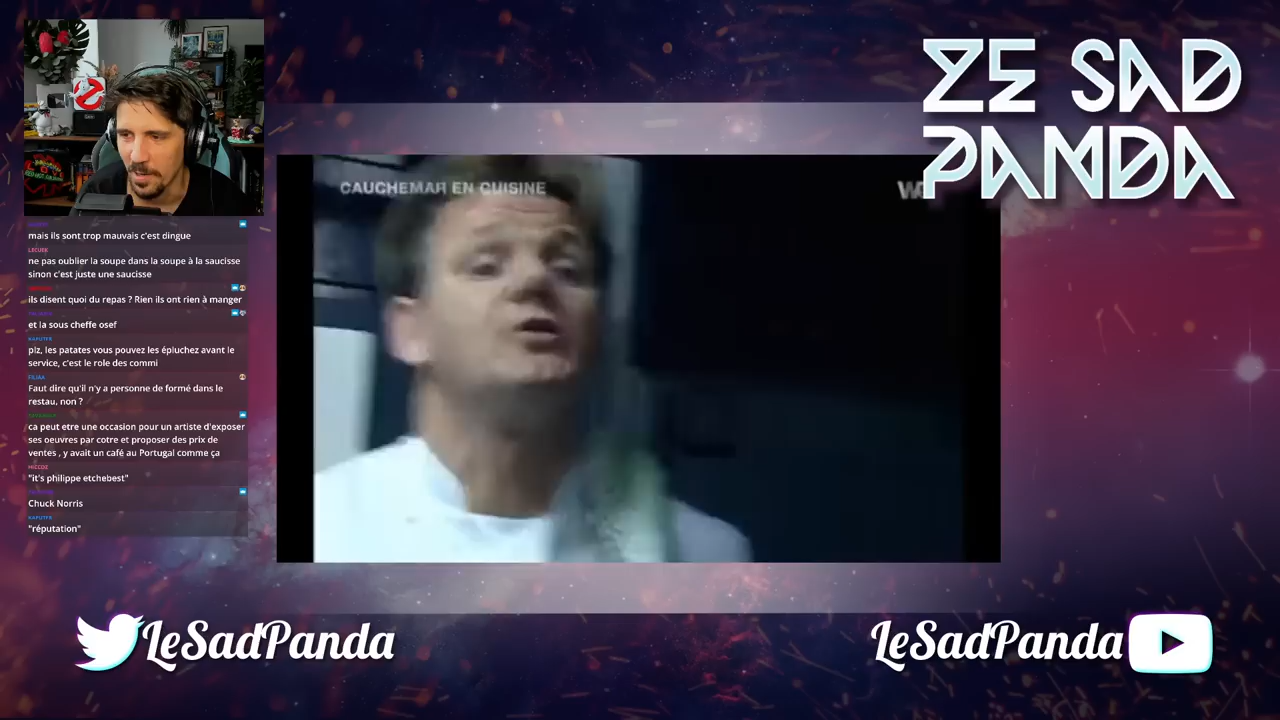 ZE SAD
PANDA
CAUCHEMAR EN CUISINE
W
mais ils sont trop mauvais c'est dingue
LECUEK
ne pas oublier la soupe dans la soupe à la saucisse
sinon c'est juste une saucisse
ils disent quoi du repas ? Rien ils ont rien à manger
et la sous cheffe osef
KAPUTER
plz, les patates vous pouvez les épluchez avant le
service, c'est le role des commi
FILIAA
Faut dire qu'il n'y a personne de formé dans le
restau, non ?
ca peut etre une occasion pour un artiste d'exposer
ses oeuvres par cotre et proposer des prix de
ventes , y avait un café au Portugal comme ça
"it's philippe etchebest"
Chuck Norris
KAPUTER
"réputation"
LeSadPanda
LeSadPanda